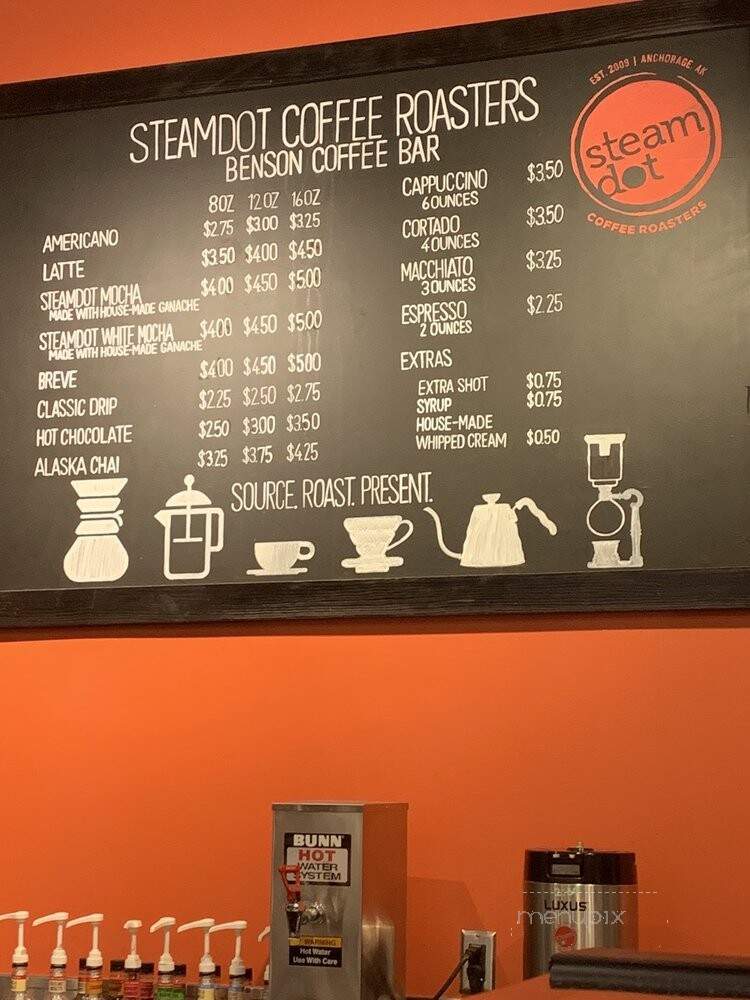 STEAMDOT COFFEE ROASTERS
BENSON COFFEE BAR
8OZ 12OZ 16OZ
AMERICANO $2.75 $3.00 $3.25
LATTE $3.50 $4.00 $4.50
STEAMDOT MOCHA $4.00 $4.50 $5.00
MADE WITH HOUSE-MADE GANACHE
STEAMDOT WHITE MOCHA $4.00 $4.50 $5.00
MADE WITH HOUSE-MADE GANACHE
BREVE $4.00 $4.50 $5.00
CLASSIC DRIP $2.25 $2.50 $2.75
HOT CHOCOLATE $2.50 $3.00 $3.50
ALASKA CHAI $3.25 $3.75 $4.25
CAPPUCCINO $3.50
6 OUNCES
CORTADO $3.50
4 OUNCES
MACCHIATO $3.25
3 OUNCES
ESPRESSO $2.25
2 OUNCES
EXTRAS
EXTRA SHOT $0.75
SYRUP $0.75
HOUSE-MADE
WHIPPED CREAM $0.50
EST. 2009 | ANCHORAGE, AK
steam
dot
COFFEE ROASTERS
SOURCE. ROAST. PRESENT.
BUNN
HOT
WATER
SYSTEM
WARNING
Hot Water
Use With Care
LUXUS
menupix